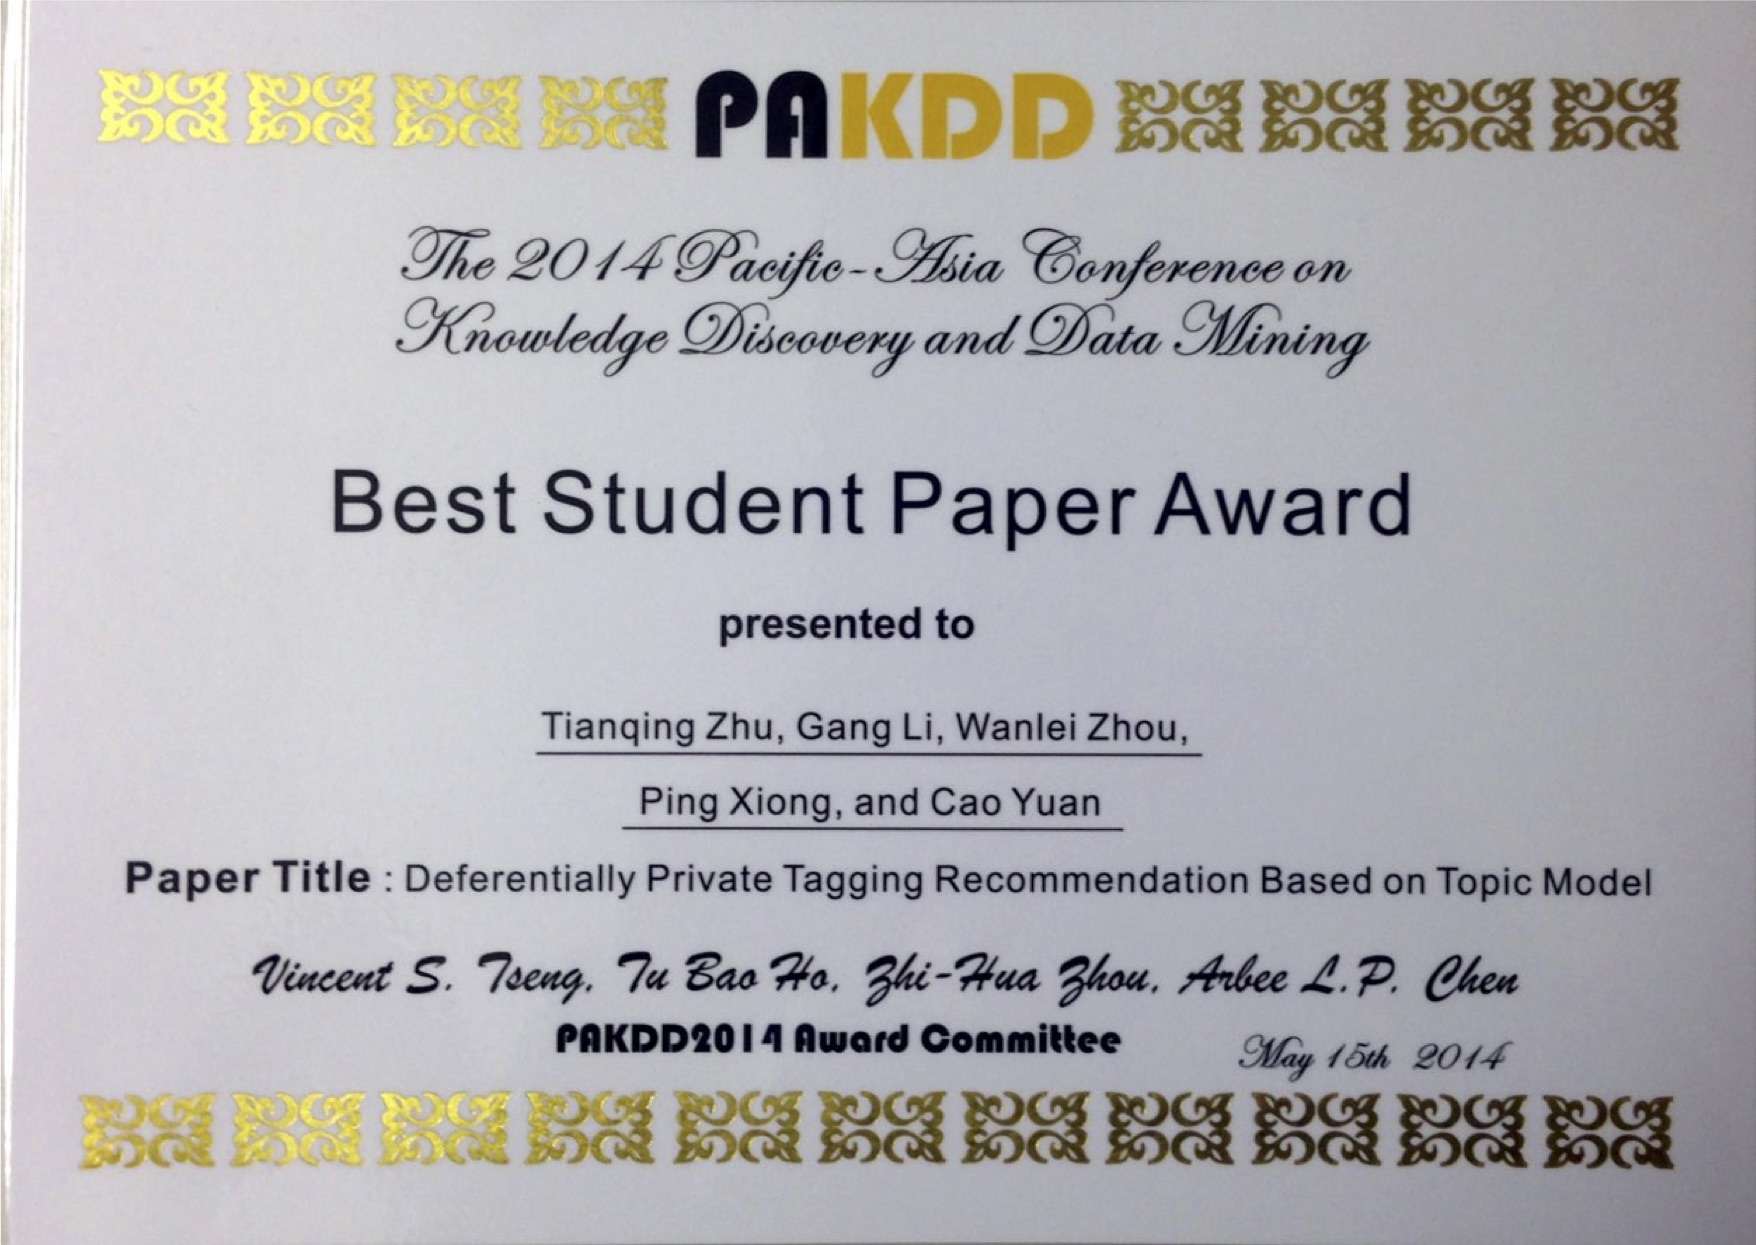 PAKDD
The 2014 Pacific-Asia Conference on
Knowledge Discovery and Data Mining
Best Student Paper Award
presented to
Tianqing Zhu, Gang Li, Wanlei Zhou,
Ping Xiong, and Cao Yuan
Paper Title : Deferentially Private Tagging Recommendation Based on Topic Model
Vincent S. Tseng, Tu Bao Ho, Zhi-Hua Zhou, Arbee L.P. Chen
PAKDD2014 Award Committee
May 15th 2014